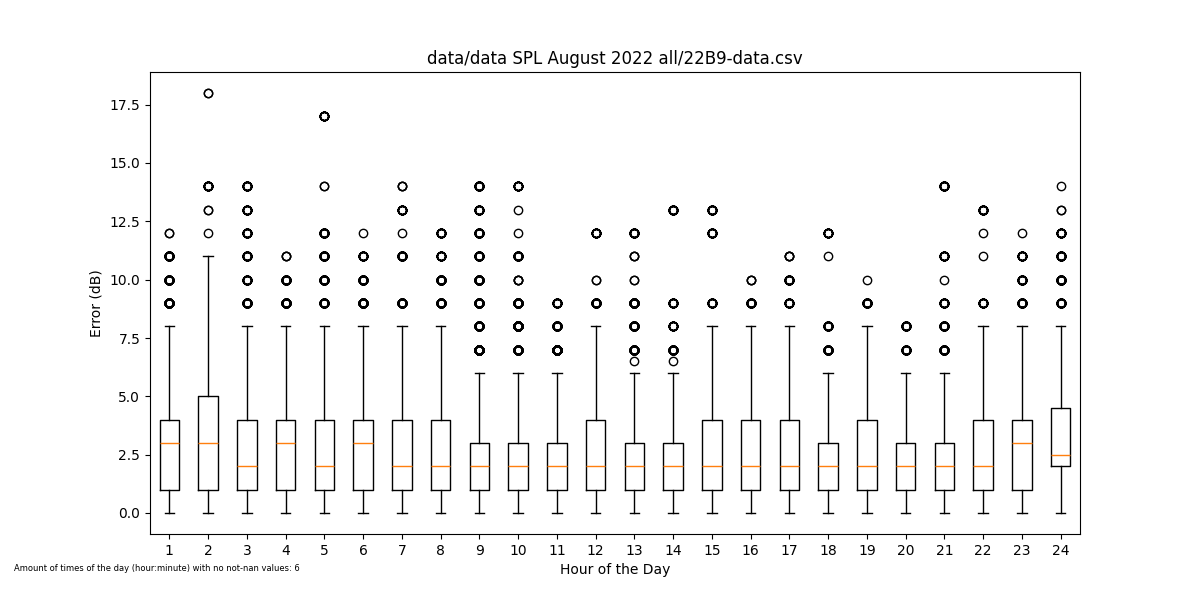 data/data SPL August 2022 all/22B9-data.csv
17.5
15.0
12.5
10.0
7.5
5.0
2.5
0.0
Error (dB)
1 2 3 4 5 6 7 8 9 10 11 12 13 14 15 16 17 18 19 20 21 22 23 24
Hour of the Day
Amount of times of the day (hour:minute) with no not-nan values: 6